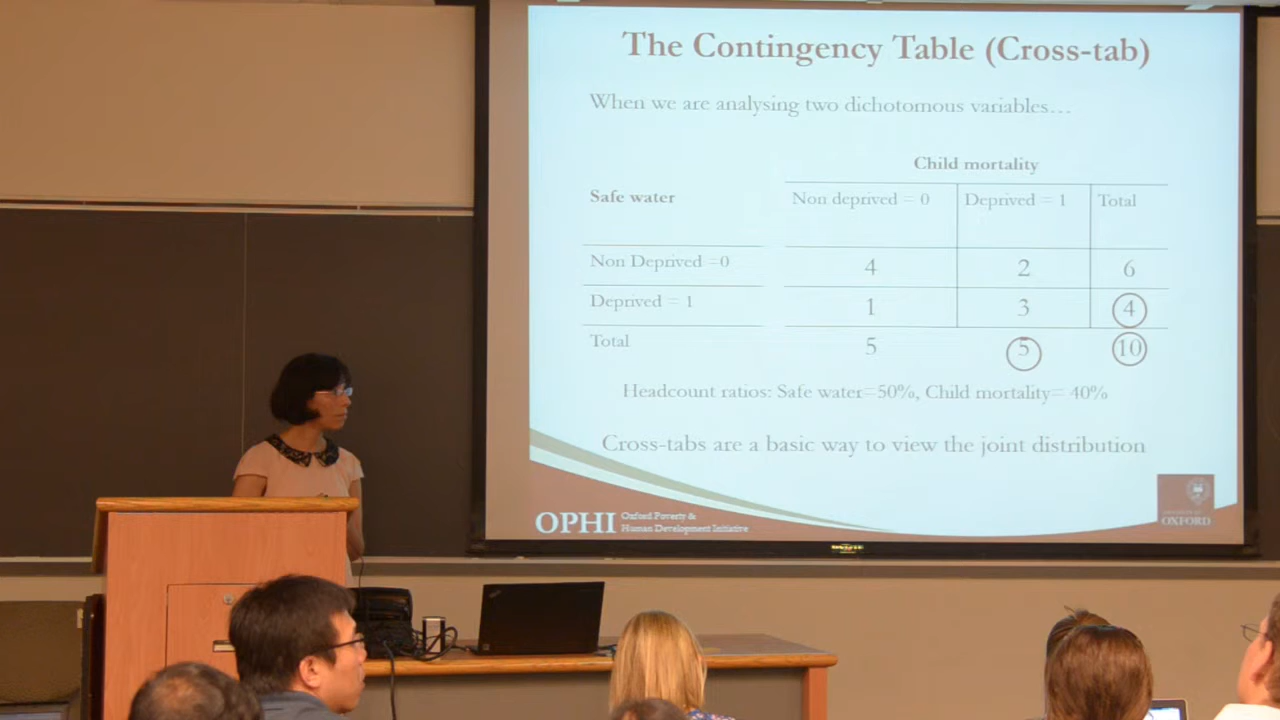 The Contingency Table (Cross-tab)
When we are analysing two dichotomous variables…
Child mortality
Safe water
Non deprived = 0 Deprived = 1 Total
Non Deprived =0 4 2 6
Deprived = 1 1 3 4
Total 5 5 10
Headcount ratios: Safe water=50%, Child mortality= 40%
Cross-tabs are a basic way to view the joint distribution
OPHI
Oxford Poverty &
Human Development Initiative
OXFORD